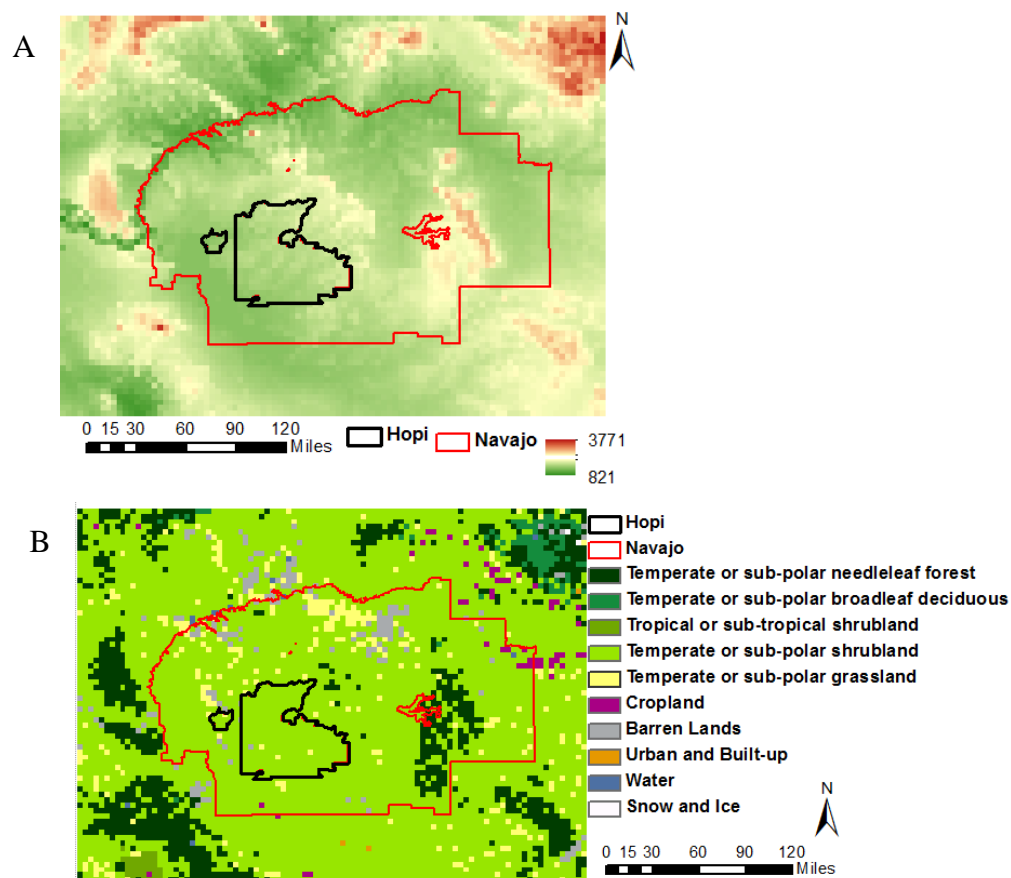 A
N
0 15 30 60 90 120
Miles
Hopi
Navajo
3771
821
B
Hopi
Navajo
Temperate or sub-polar needleleaf forest
Temperate or sub-polar broadleaf deciduous
Tropical or sub-tropical shrubland
Temperate or sub-polar shrubland
Temperate or sub-polar grassland
Cropland
Barren Lands
Urban and Built-up
Water
Snow and Ice
N
0 15 30 60 90 120
Miles